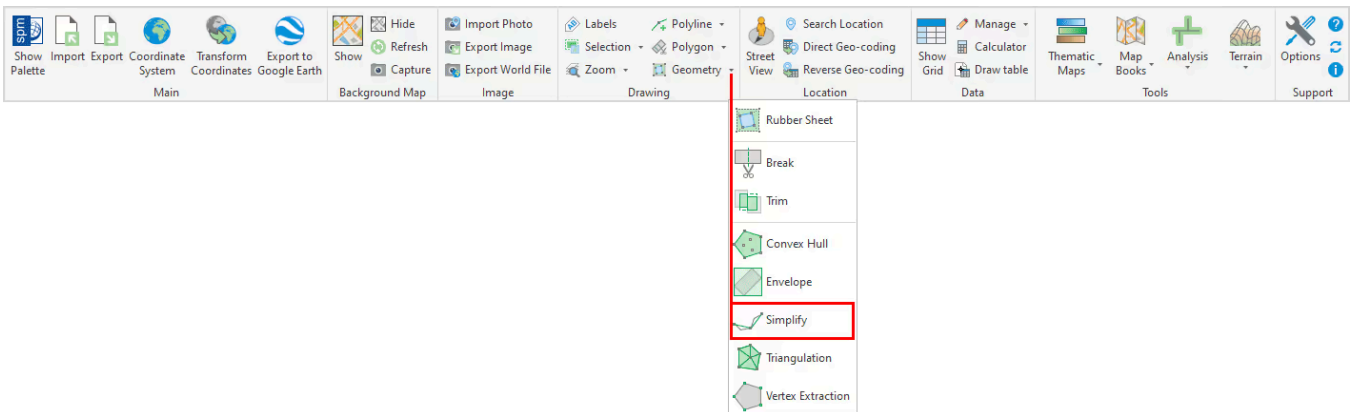 spm
Show Palette
Import
Export
Coordinate System
Transform Coordinates
Export to Google Earth
Main
Show
Hide
Refresh
Capture
Background Map
Import Photo
Export Image
Export World File
Image
Labels
Selection
Zoom
Polyline
Polygon
Geometry
Drawing
Street View
Search Location
Direct Geo-coding
Reverse Geo-coding
Location
Show Grid
Manage
Calculator
Draw table
Data
Thematic Maps
Map Books
Analysis
Terrain
Tools
Options
Support
Rubber Sheet
Break
Trim
Convex Hull
Envelope
Simplify
Triangulation
Vertex Extraction